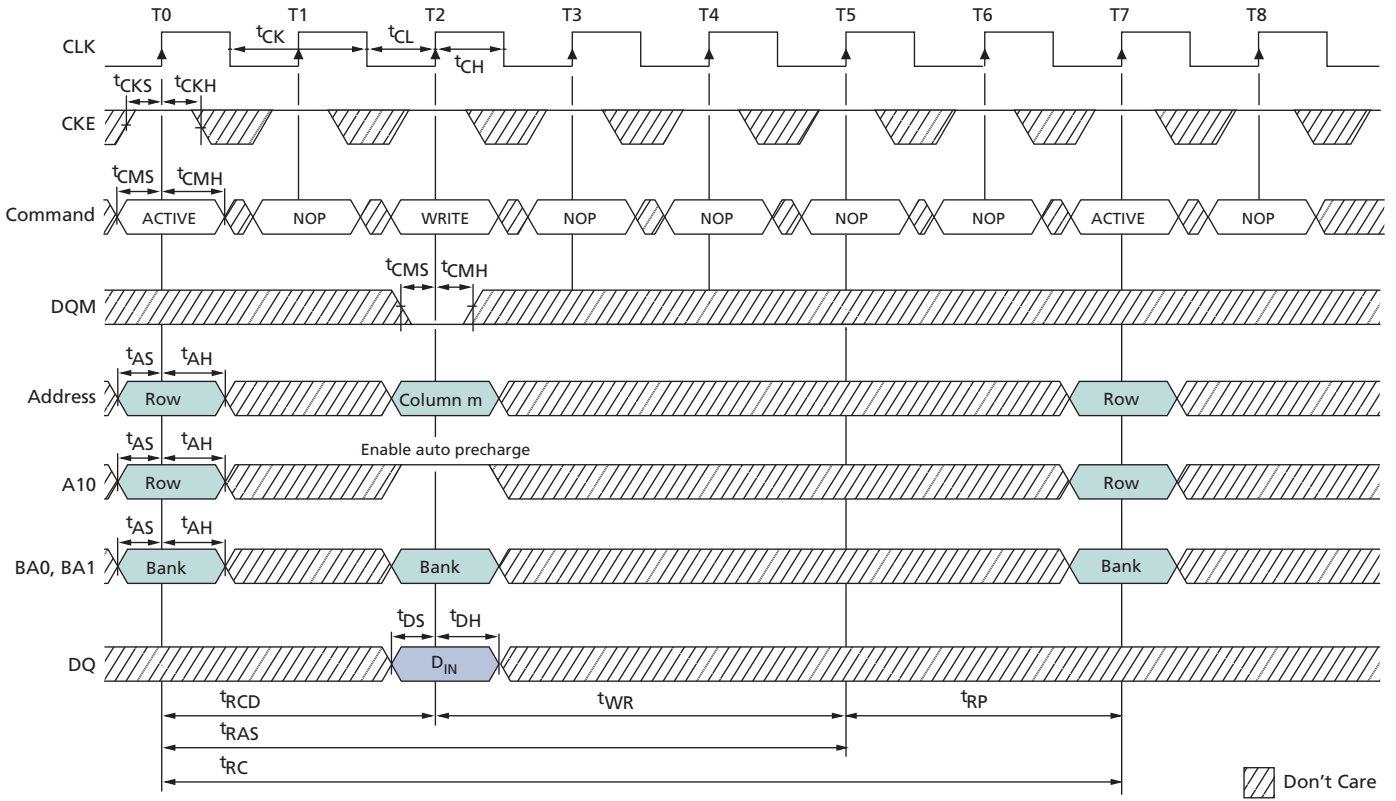 T0 T1 T2 T3 T4 T5 T6 T7 T8
CLK tCK tCL tCH
tCKS tCKH
CKE
tCMS tCMH
Command ACTIVE NOP WRITE NOP NOP NOP NOP ACTIVE NOP
tCMS tCMH
DQM
tAS tAH
Address Row Column m Row
tAS tAH Enable auto precharge
A10 Row Row
tAS tAH
BA0, BA1 Bank Bank Bank
tDS tDH
DQ DIN
tRCD tWR tRP
tRAS
tRC
Don't Care